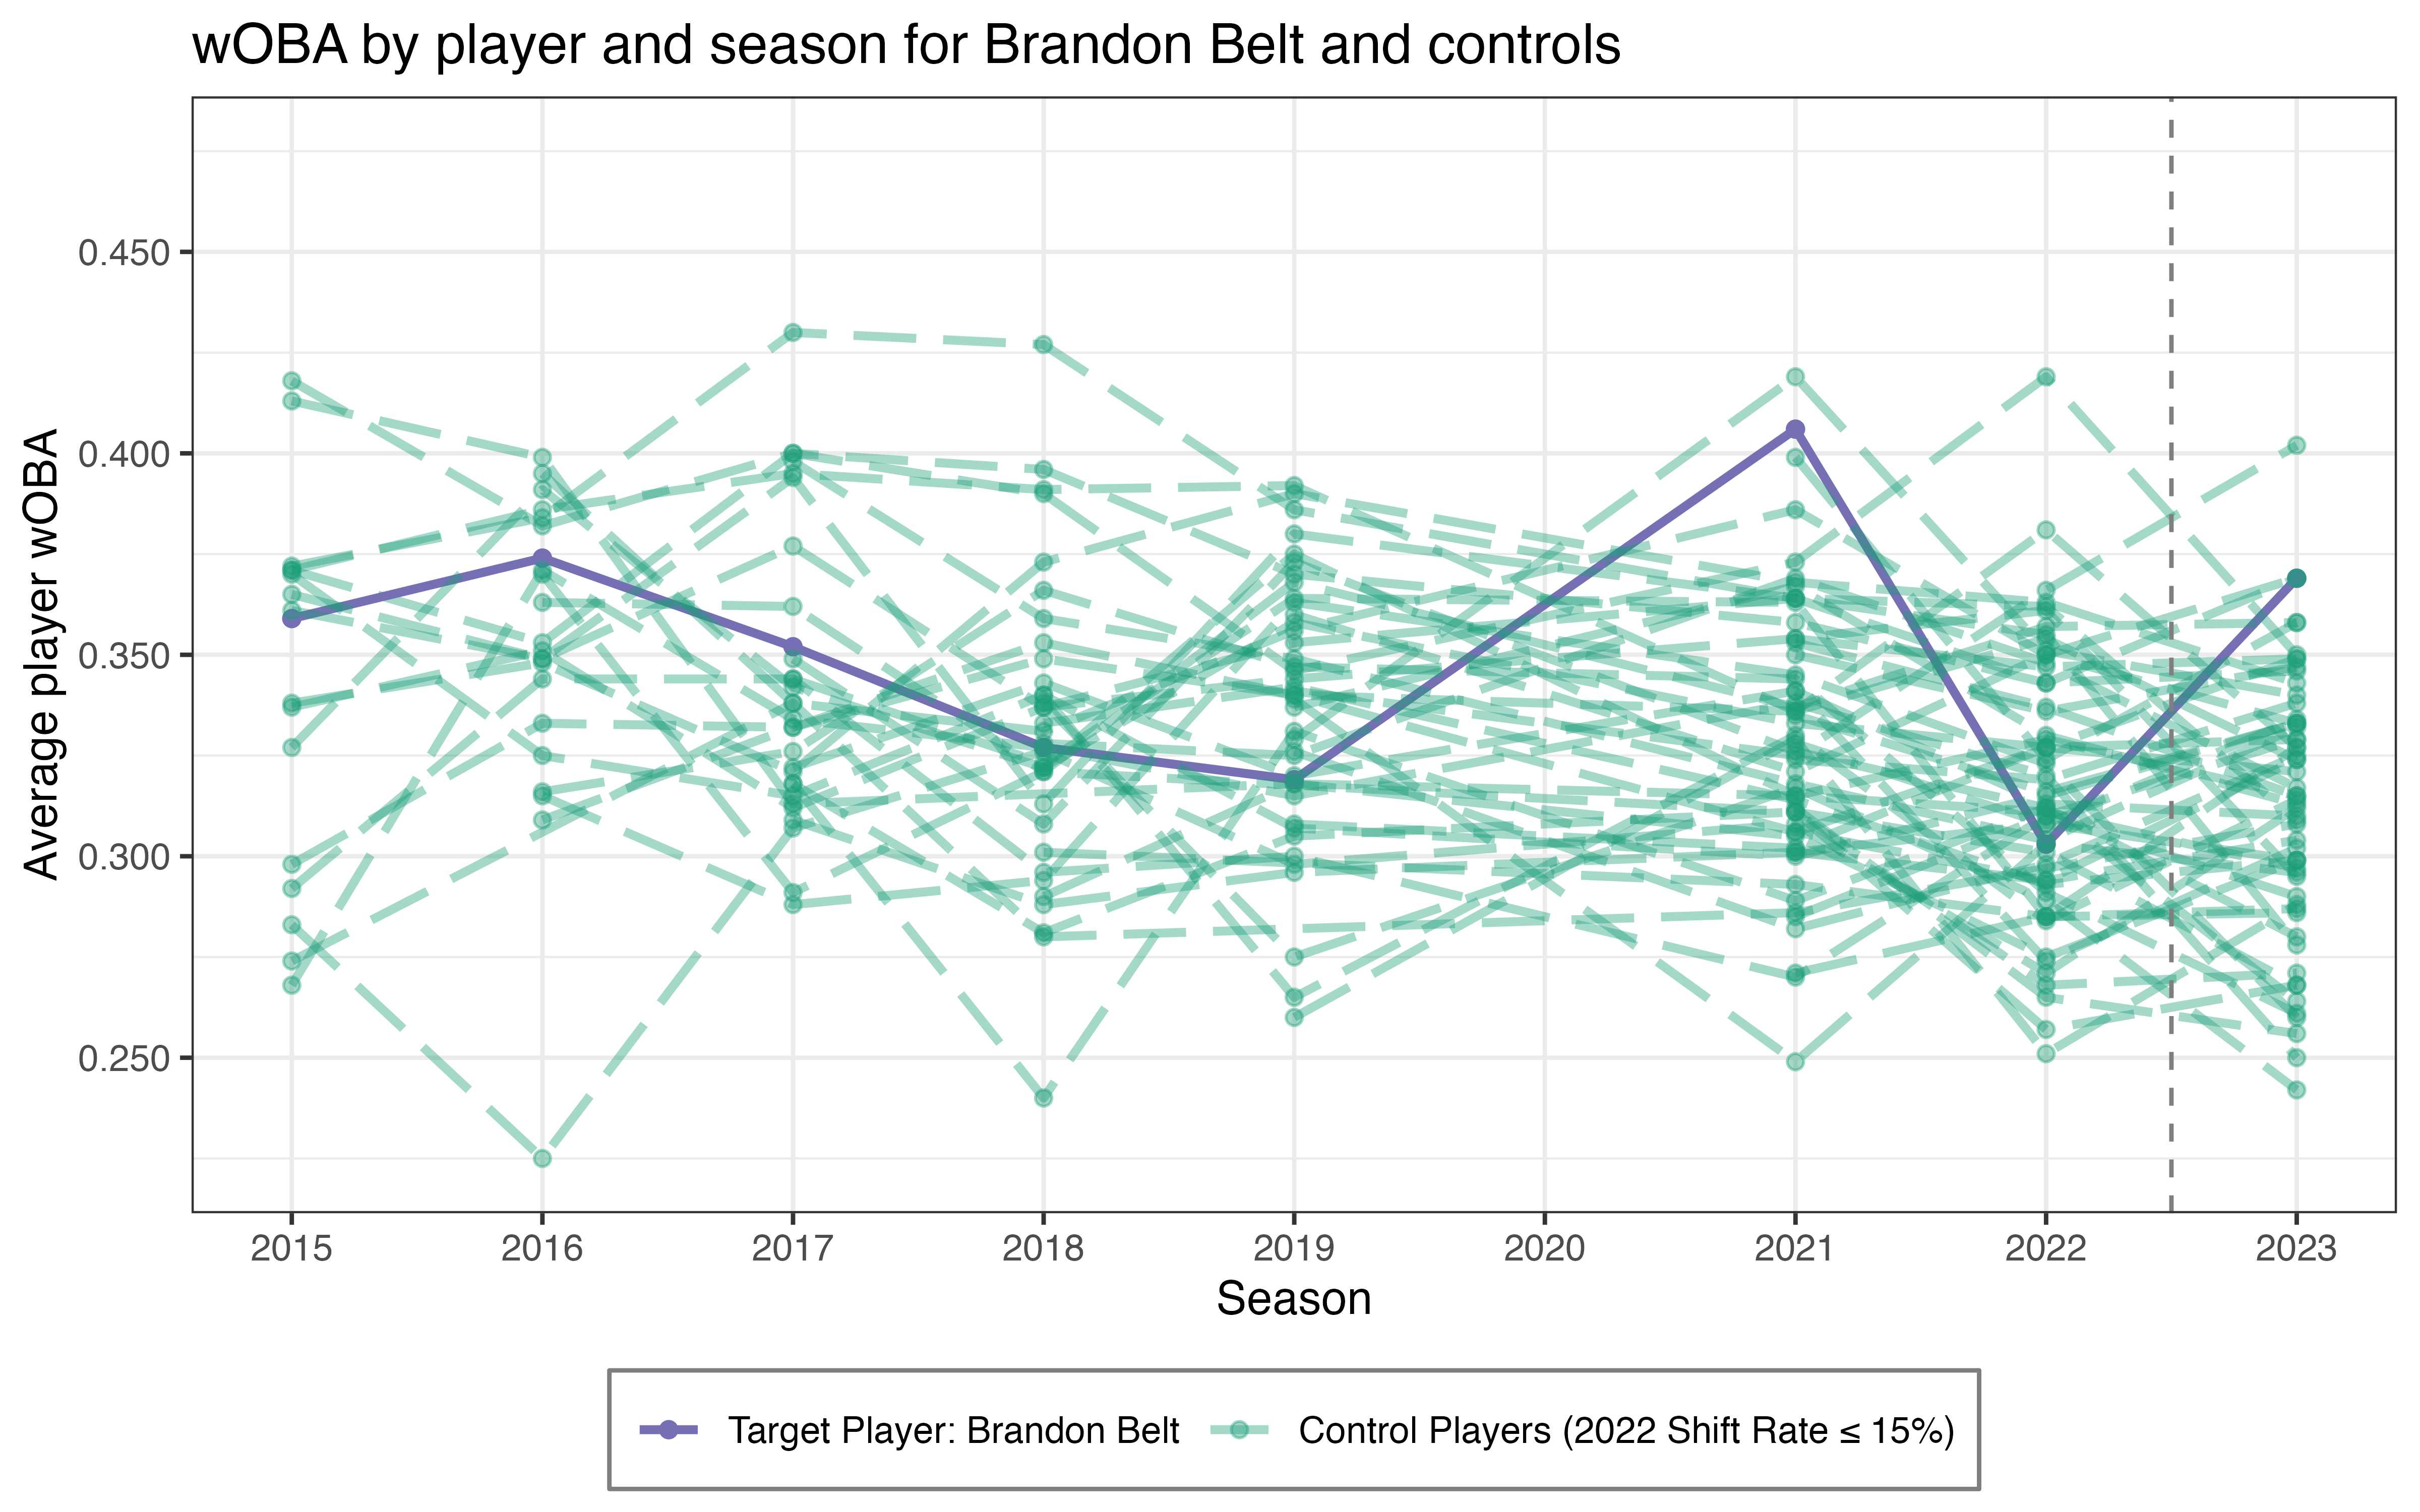 wOBA by player and season for Brandon Belt and controls
Average player wOBA
0.450
0.400
0.350
0.300
0.250
2015 2016 2017 2018 2019 2020 2021 2022 2023
Season
Target Player: Brandon Belt Control Players (2022 Shift Rate ≤ 15%)